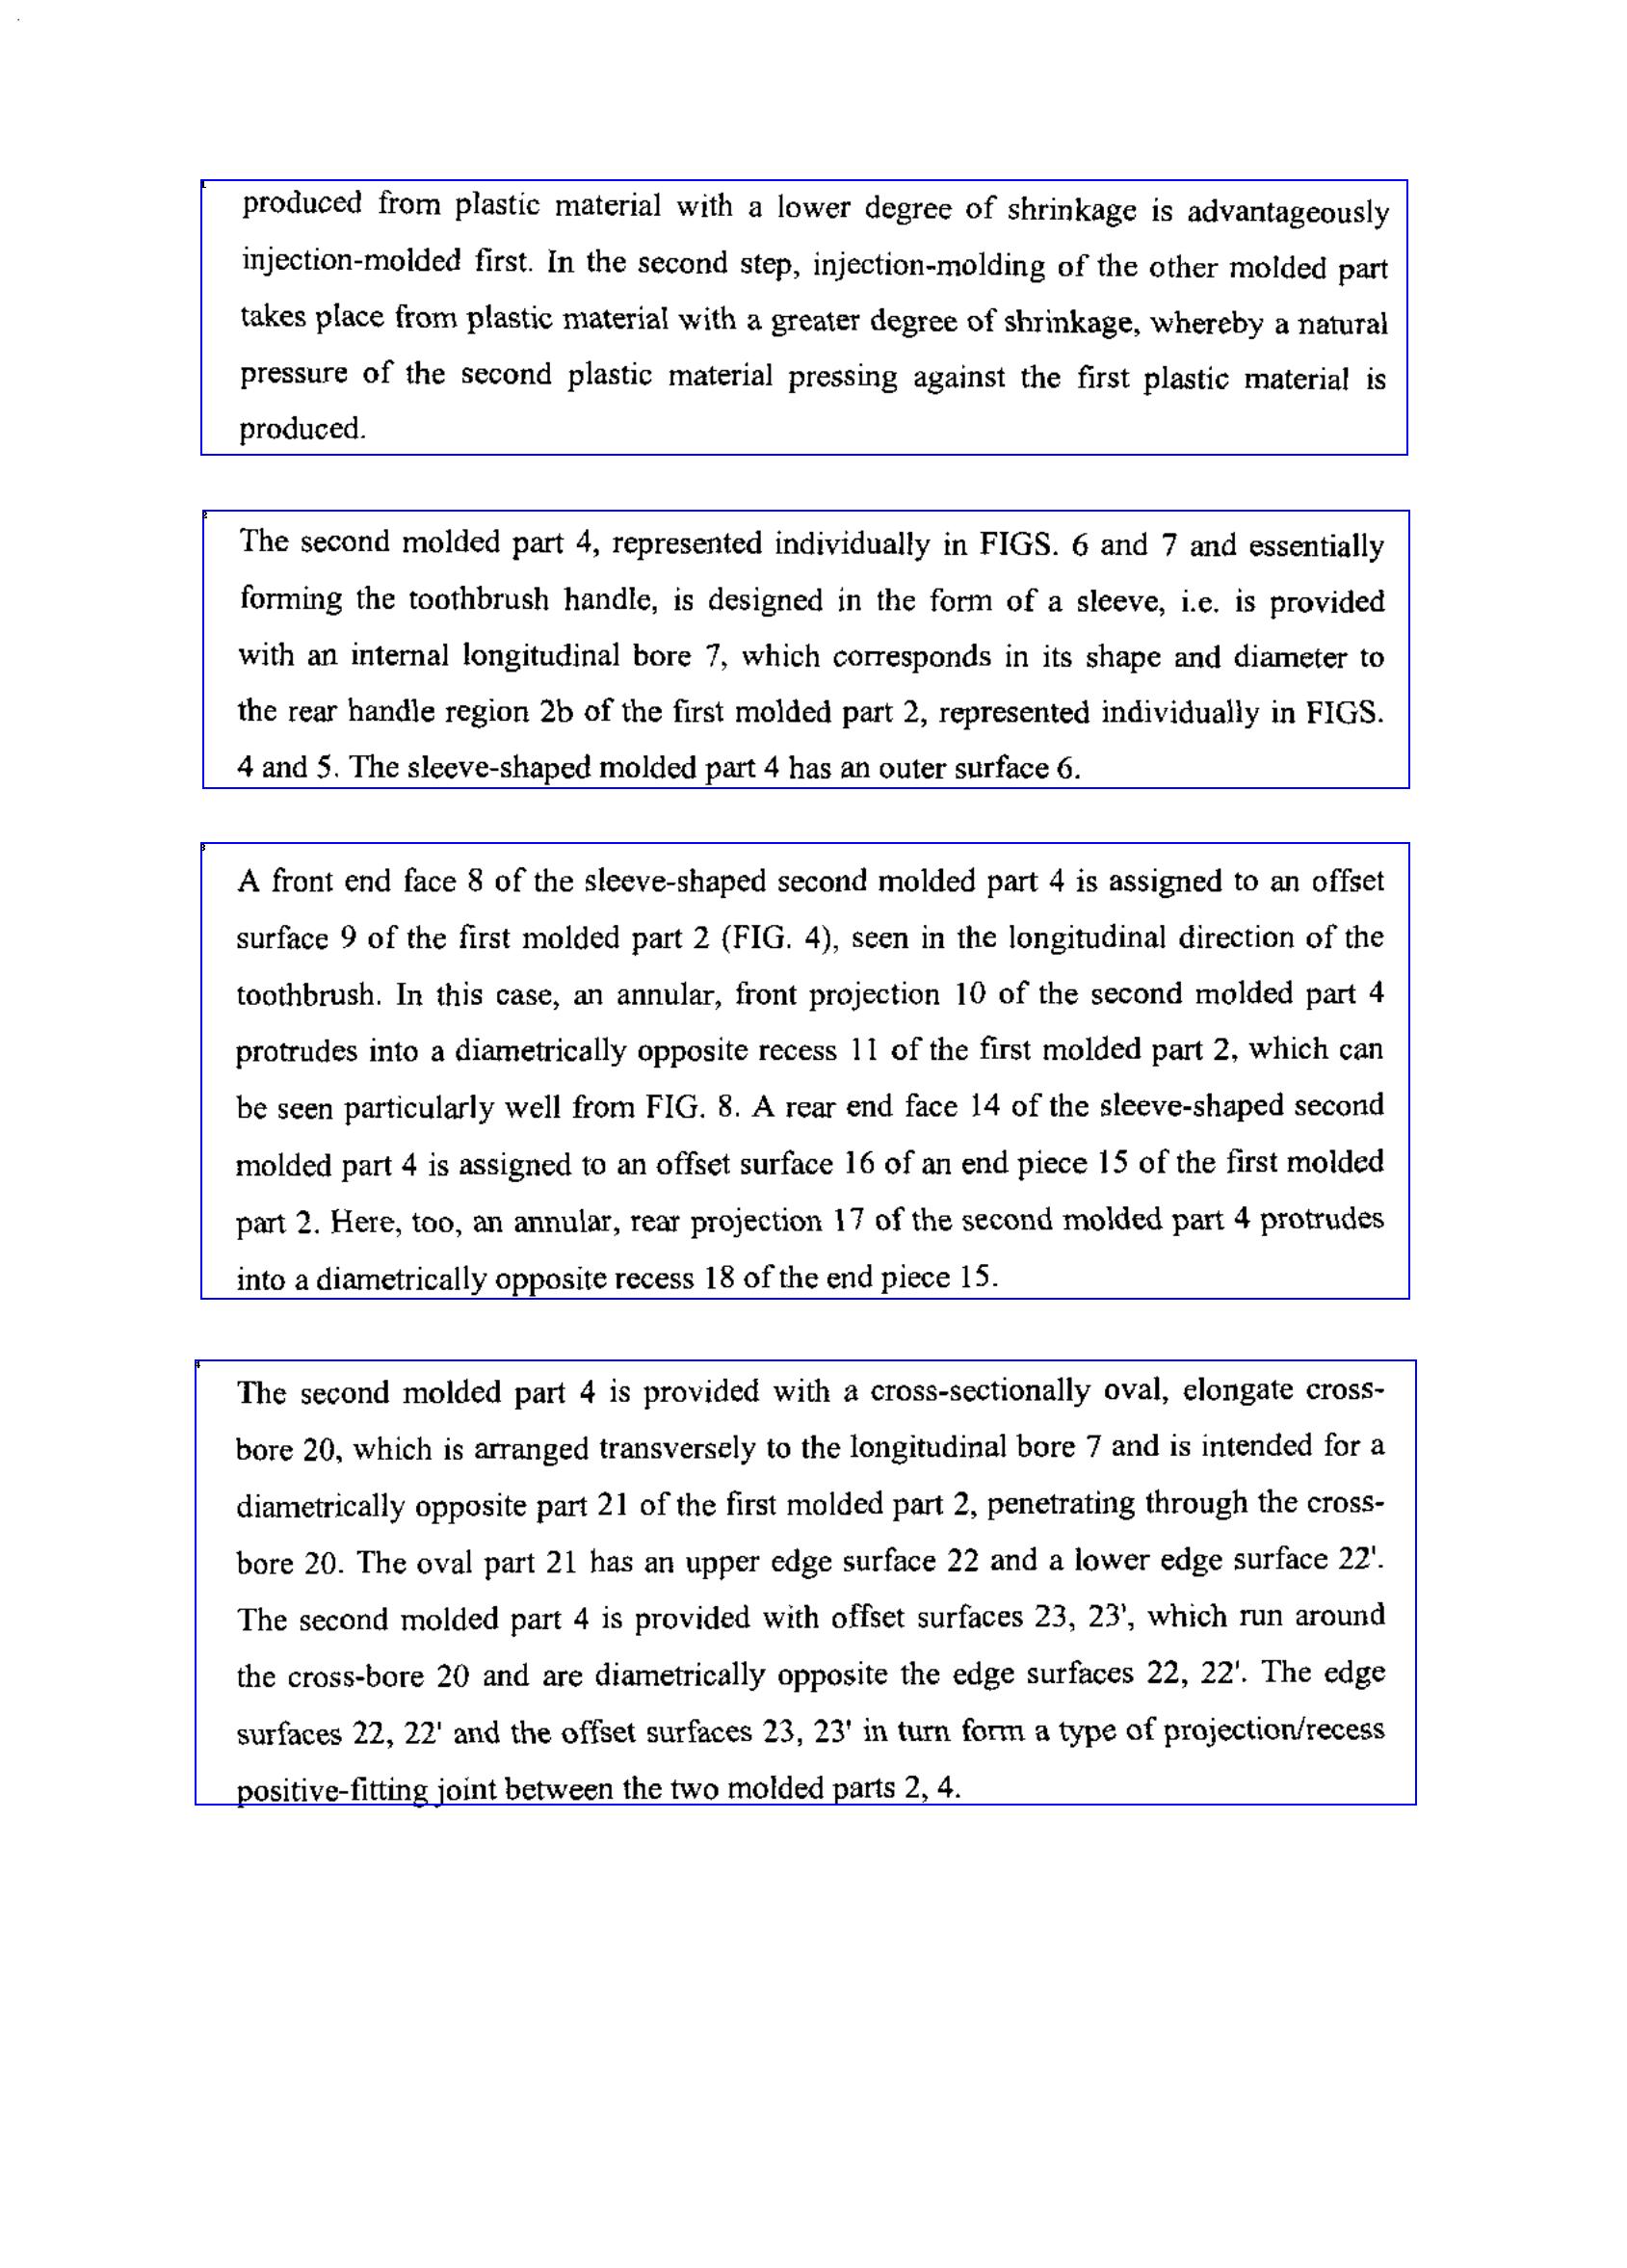 produced from plastic material with a lower degree of shrinkage is advantageously
injection-molded first. In the second step, injection-molding of the other molded part
takes place from plastic material with a greater degree of shrinkage, whereby a natural
pressure of the second plastic material pressing against the first plastic material is
produced.
The second molded part 4, represented individually in FIGS. 6 and 7 and essentially
forming the toothbrush handle, is designed in the form of a sleeve, i.e. is provided
with an internal longitudinal bore 7, which corresponds in its shape and diameter to
the rear handle region 2b of the first molded part 2, represented individually in FIGS.
4 and 5. The sleeve-shaped molded part 4 has an outer surface 6.
A front end face 8 of the sleeve-shaped second molded part 4 is assigned to an offset
surface 9 of the first molded part 2 (FIG. 4), seen in the longitudinal direction of the
toothbrush. In this case, an annular, front projection 10 of the second molded part 4
protrudes into a diametrically opposite recess 11 of the first molded part 2, which can
be seen particularly well from FIG. 8. A rear end face 14 of the sleeve-shaped second
molded part 4 is assigned to an offset surface 16 of an end piece 15 of the first molded
part 2. Here, too, an annular, rear projection 17 of the second molded part 4 protrudes
into a diametrically opposite recess 18 of the end piece 15.
The second molded part 4 is provided with a cross-sectionally oval, elongate cross-
bore 20, which is arranged transversely to the longitudinal bore 7 and is intended for a
diametrically opposite part 21 of the first molded part 2, penetrating through the cross-
bore 20. The oval part 21 has an upper edge surface 22 and a lower edge surface 22'.
The second molded part 4 is provided with offset surfaces 23, 23', which run around
the cross-bore 20 and are diametrically opposite the edge surfaces 22, 22'. The edge
surfaces 22, 22' and the offset surfaces 23, 23' in turn form a type of projection/recess
positive-fitting joint between the two molded parts 2, 4.